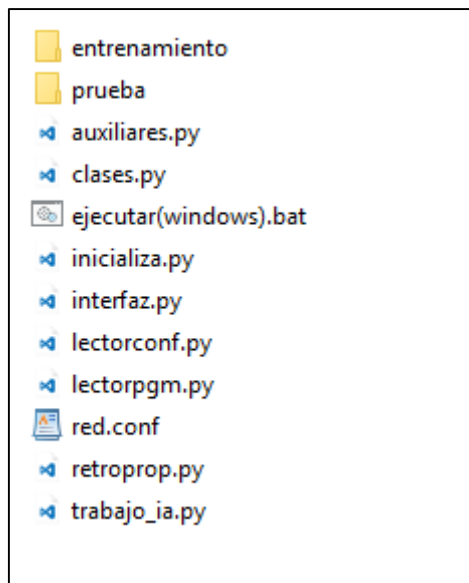 entrenamiento
prueba
auxiliares.py
clases.py
ejecutar(windows).bat
inicializa.py
interfaz.py
lectorconf.py
lectorpgm.py
red.conf
retroprop.py
trabajo_ia.py